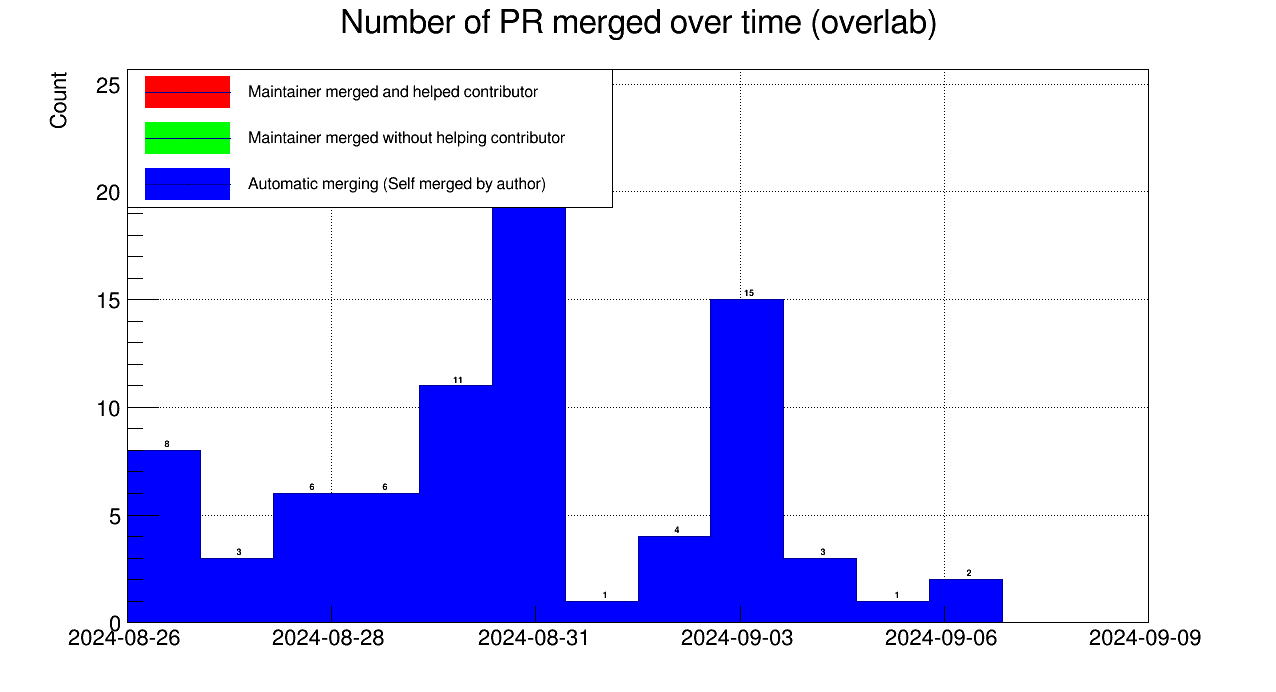 Number of PR merged over time (overlab)
Count
25
20
15
10
5
0
Maintainer merged and helped contributor
Maintainer merged without helping contributor
Automatic merging (Self merged by author)
8
3
6
6
11
1
4
15
3
1
2
2024-08-26 2024-08-28 2024-08-31 2024-09-03 2024-09-06 2024-09-09